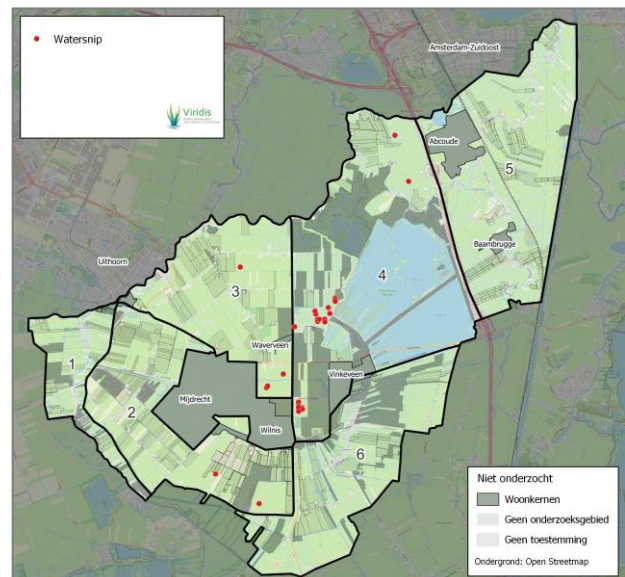 Watersnip
Viridis
Amsterdam-Zuidoost
Abcoude
5
Baambrugge
Uithoorn
3
4
Waverveen
1
Mijdrecht
Vinkeveen
2
Wilnis
6
Niet onderzocht
Woonkernen
Geen onderzoeksgebied
Geen toestemming
Ondergrond: Open Streetmap